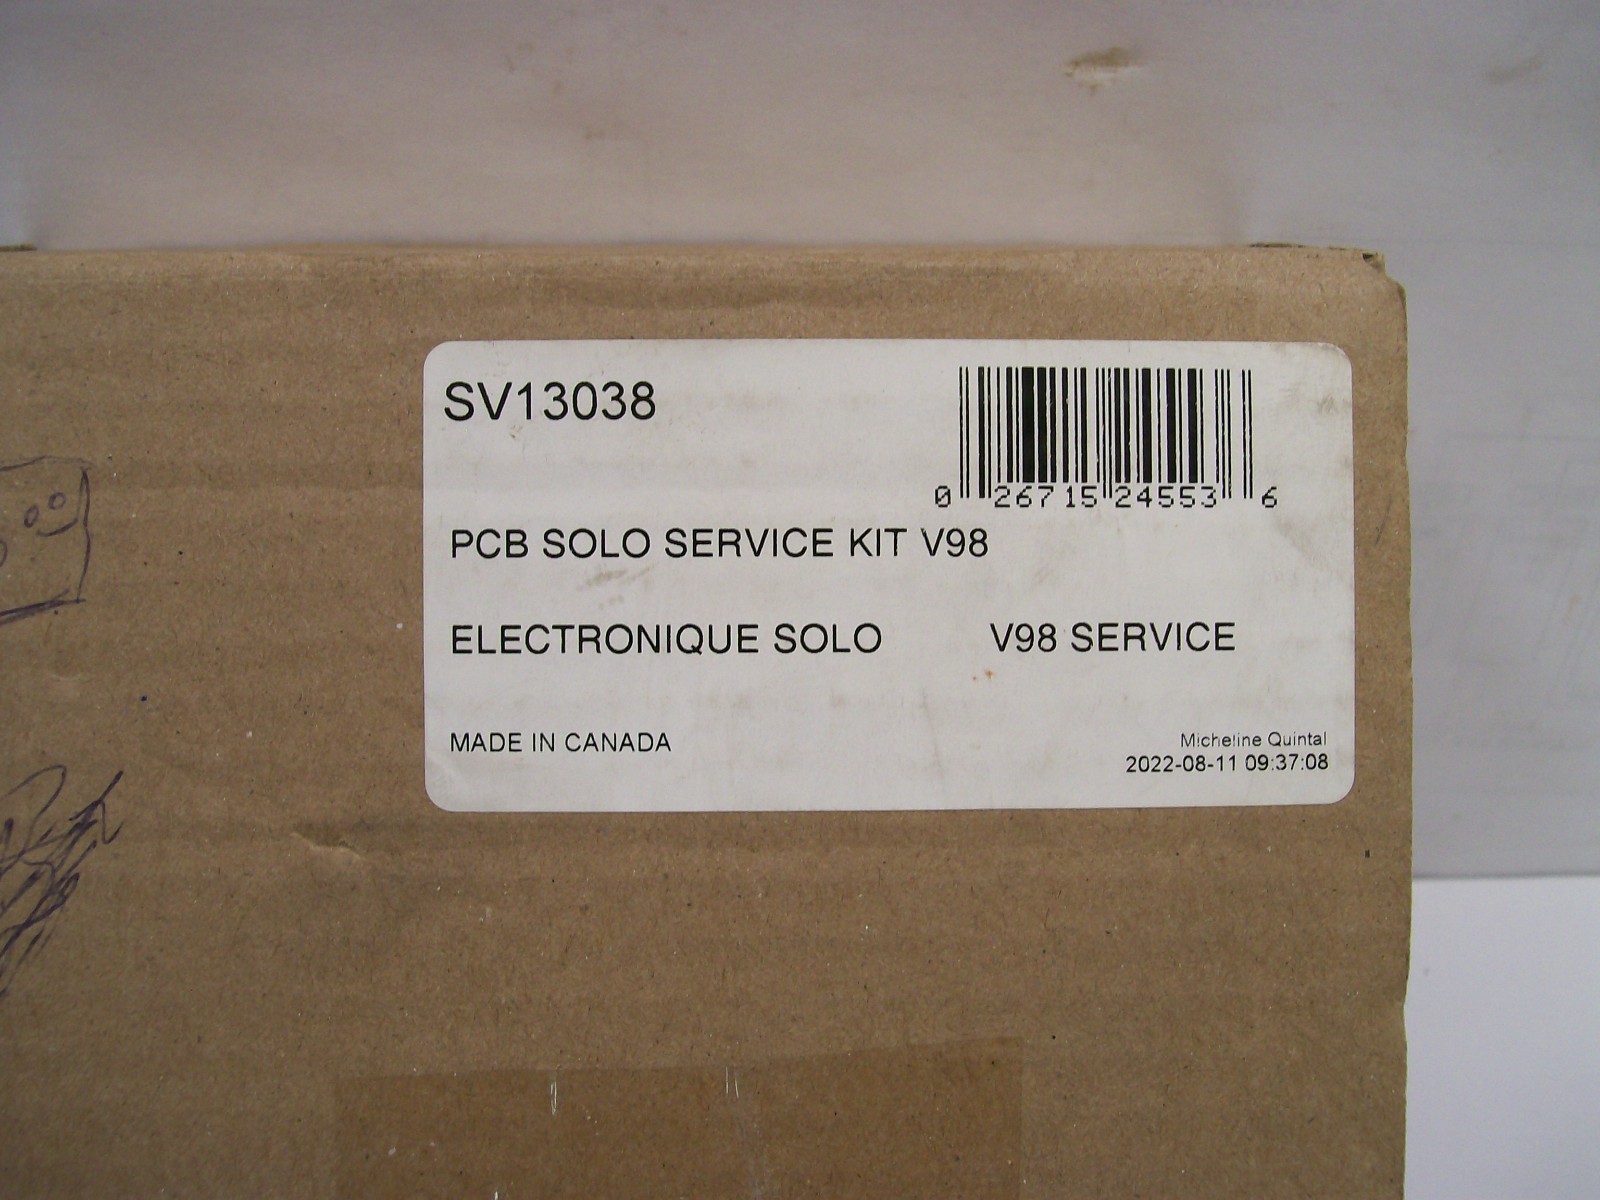 SV13038
0 26715 24553 6
PCB SOLO SERVICE KIT V98
ELECTRONIQUE SOLO V98 SERVICE
MADE IN CANADA
Micheline Quintal
2022-08-11 09:37:08